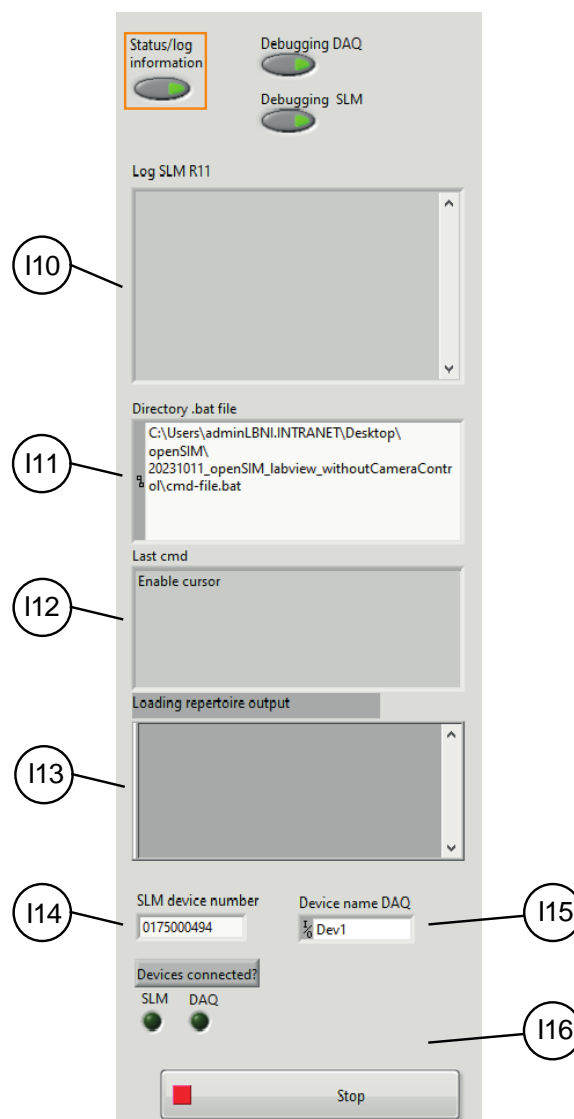 Status/log
information
Debugging DAQ
Debugging SLM
Log SLM R11
I10
Directory .bat file
C:\Users\adminLBNI.INTRANET\Desktop\
openSIM\
20231011_openSIM_labview_withoutCameraContr
ol\cmd-file.bat
I11
Last cmd
Enable cursor
I12
Loading repertoire output
I13
SLM device number
Device name DAQ
I14
0175000494
I/O Dev1
I15
Devices connected?
SLM DAQ
I16
Stop